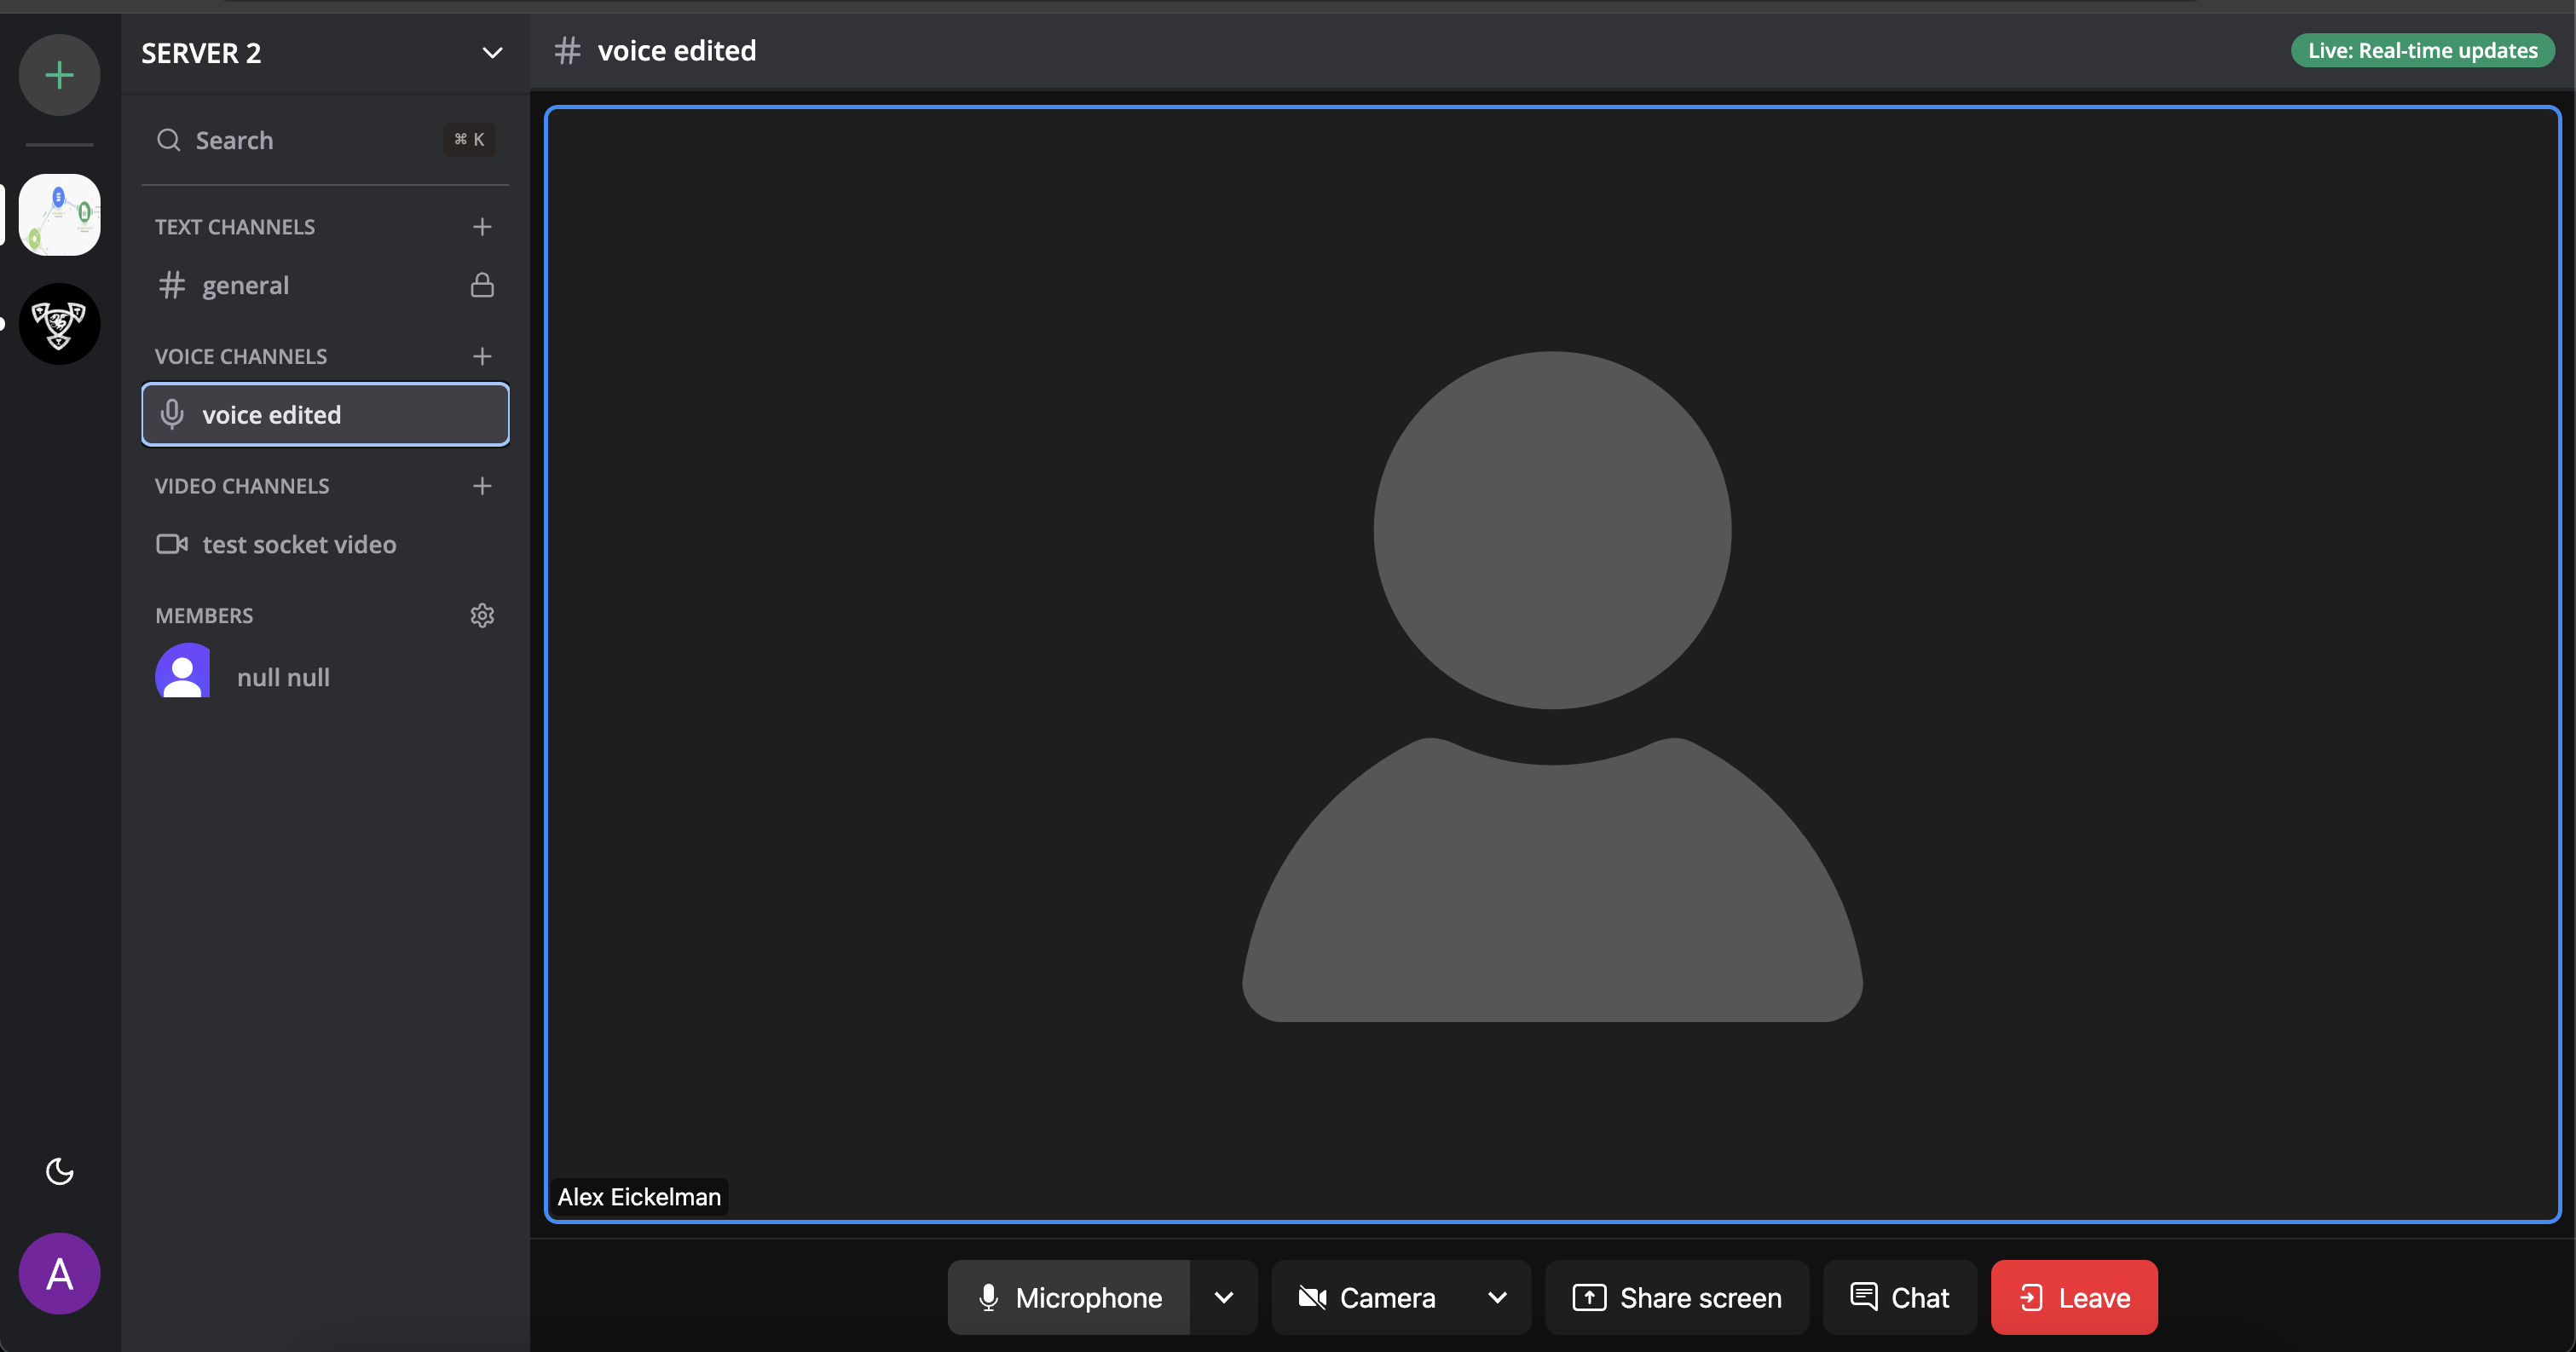 SERVER 2
Search
⌘ K
TEXT CHANNELS
general
VOICE CHANNELS
voice edited
VIDEO CHANNELS
test socket video
MEMBERS
null null
A
# voice edited
Live: Real-time updates
Alex Eickelman
Microphone
Camera
Share screen
Chat
Leave